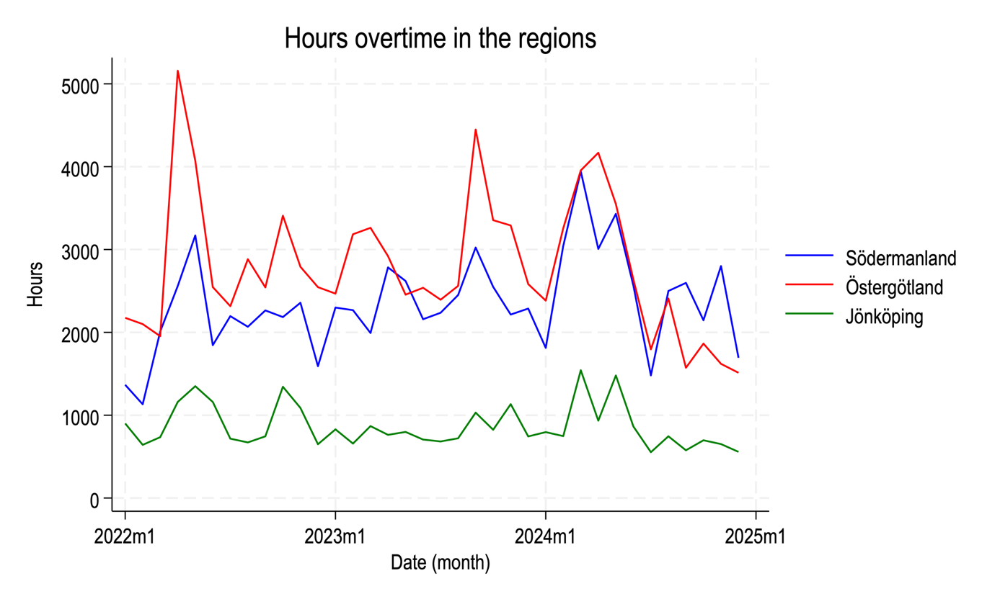 Hours overtime in the regions
5000
4000
3000
2000
1000
0
Hours
2022m1
2023m1
2024m1
2025m1
Date (month)
Södermanland
Östergötland
Jönköping